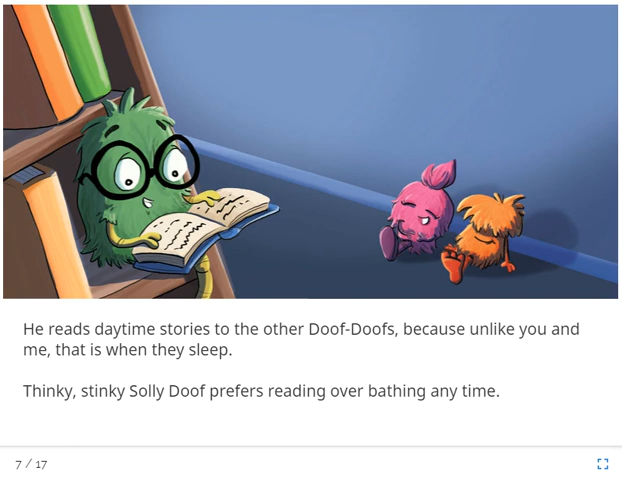 He reads daytime stories to the other Doof-Doofs, because unlike you and
me, that is when they sleep.
Thinky, stinky Solly Doof prefers reading over bathing any time.
7 / 17